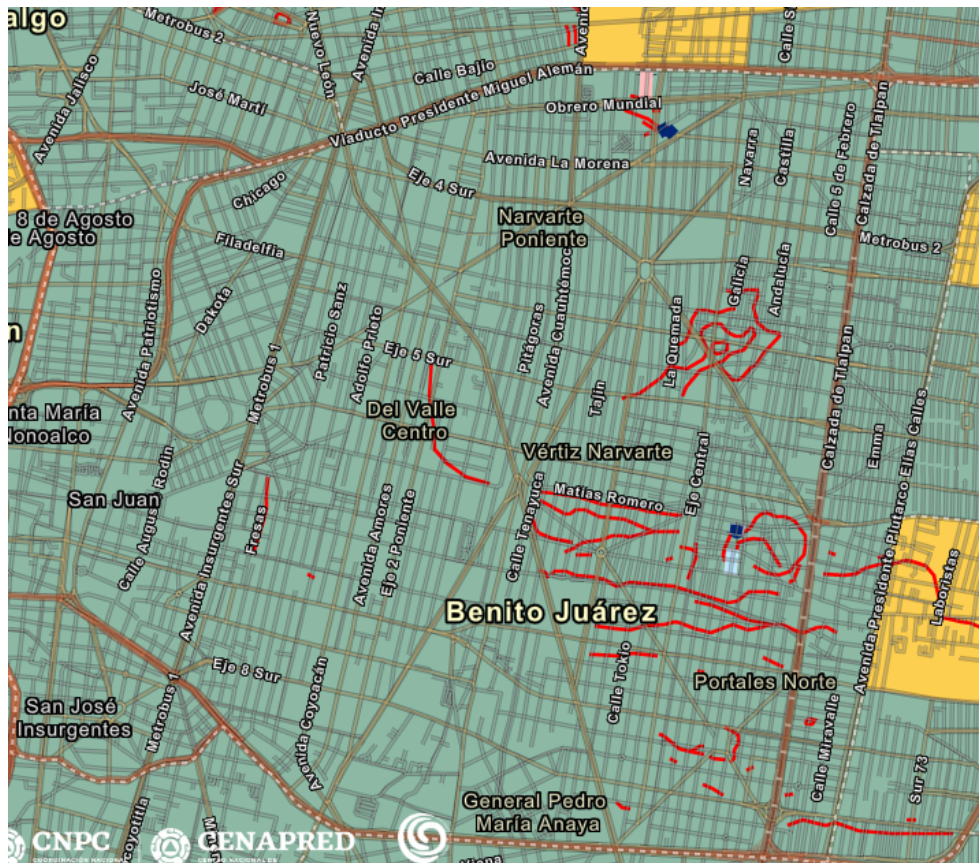 algo
Metrobus 2
Nuevo León
Calle Bajío
Avenida Jalisco
José Martí
Viaducto Presidente Miguel Alemán
Obrero Mundial
Avenida La Morena
Navarra
Castilla
Calle 5 de Febrero
Calzada de Tlalpan
Chicago
Eje 4 Sur
8 de Agosto
de Agosto
Narvarte
Poniente
Metrobus 2
Filadelfia
Avenida Patriotismo
Dakota
Patricio Sanz
Adolfo Prieto
Eje 5 Sur
Pitágoras
Avenida Cuauhtémoc
Tajín
La Quemada
Galicia
Andalucía
Metrobus 1
Calzada de Tlalpan
Del Valle
Centro
nta María
Nonoalco
Vértiz Narvarte
Emma
Avenida Presidente Plutarco Elías Calles
San Juan
Rodin
Calle Augus
Avenida Insurgentes Sur
Fresas
Avenida Amores
Eje 2 Poniente
Calle Tenayuca
Matías Romero
Eje Central
Laboristas
Benito Juárez
Eje 8 Sur
Avenida Coyoacán
Calle Tokio
Portales Norte
San José
Insurgentes
Metrobus 1
Calle Miravalle
Sur 73
General Pedro
María Anaya
CNPC
CENAPRED
coyotitla
Viena